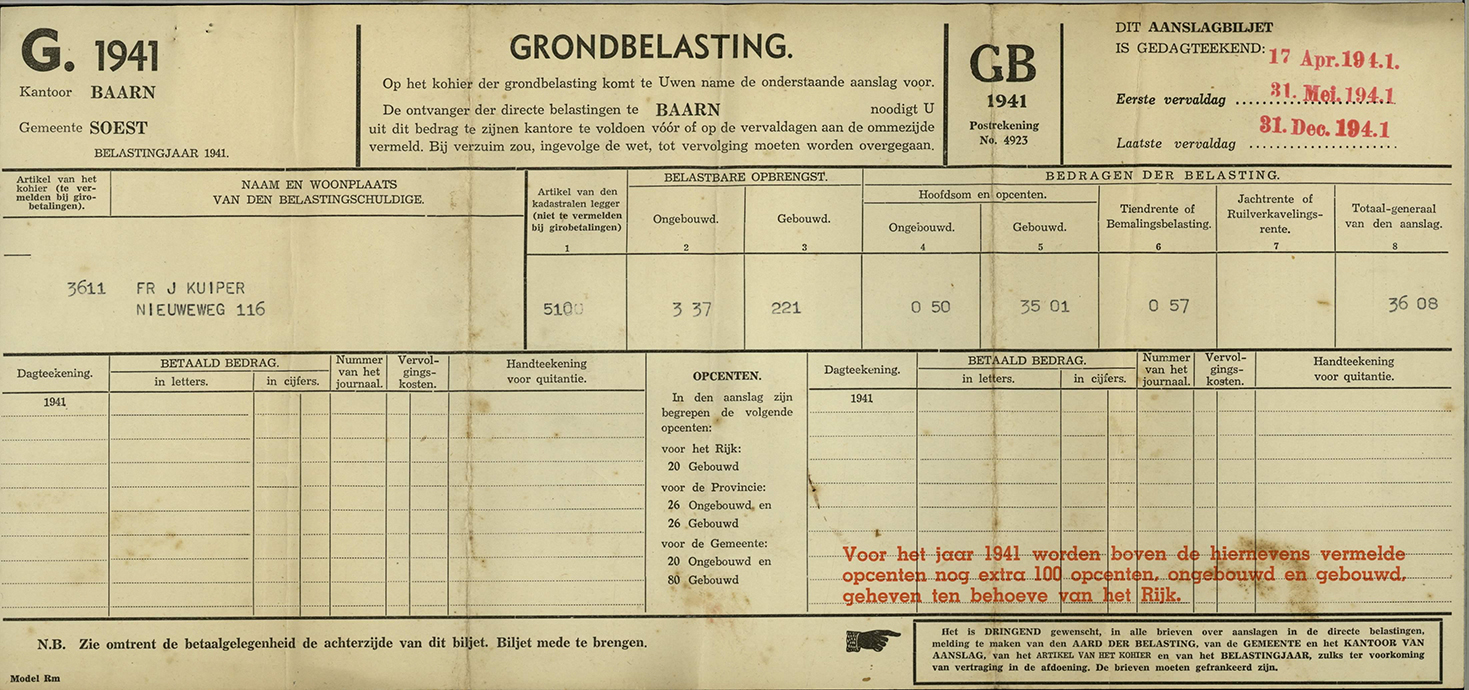 G. 1941
Kantoor BAARN
Gemeente SOEST
BELASTINGJAAR 1941.
GRONDBELASTING.
Op het kohier der grondbelasting komt te Uwen name de onderstaande aanslag voor.
De ontvanger der directe belastingen te BAARN noodigt U
uit dit bedrag te zijnen kantore te voldoen vóór of op de vervaldagen aan de ommezijde
vermeld. Bij verzuim zou, ingevolge de wet, tot vervolging moeten worden overgegaan.
GB
1941
Postrekening
No. 4923
DIT AANSLAGBILJET
IS GEDAGTEEKEND: 17 Apr. 1941.
Eerste vervaldag 31. Mei. 1941
Laatste vervaldag 31. Dec. 1941
Artikel van het
kohier (te ver-
melden bij giro-
betalingen).
NAAM EN WOONPLAATS
VAN DEN BELASTINGSCHULDIGE.
Artikel van den
kadastralen legger
(niet te vermelden
bij girobetalingen)
1
BELASTBARE OPBRENGST.
Ongebouwd.
2
Gebouwd.
3
BEDRAGEN DER BELASTING.
Hoofdsom en opcenten.
Ongebouwd.
4
Gebouwd.
5
Tiendrente of
Bemalingsbelasting.
6
Jachtrente of
Ruilverkavelings-
rente.
7
Totaal-generaal
van den aanslag.
8
3611 FR J KUIPER
NIEUWEWEG 116
5100 3 37 221 0 50 35 01 0 57 36 08
Dagteekening.
BETAALD BEDRAG.
in letters. in cijfers.
Nummer
van het
journaal.
Vervol-
gings-
kosten.
Handteekening
voor quitantie.
1941
OPCENTEN.
In den aanslag zijn
begrepen de volgende
opcenten:
voor het Rijk:
20 Gebouwd
voor de Provincie:
26 Ongebouwd en
26 Gebouwd
voor de Gemeente:
20 Ongebouwd en
80 Gebouwd
Dagteekening.
BETAALD BEDRAG.
in letters. in cijfers.
Nummer
van het
journaal.
Vervol-
gings-
kosten.
Handteekening
voor quitantie.
1941
Voor het jaar 1941 worden boven de hiernevens vermelde
opcenten nog extra 100 opcenten, ongebouwd en gebouwd,
geheven ten behoeve van het Rijk.
N.B. Zie omtrent de betaalgelegenheid de achterzijde van dit biljet. Biljet mede te brengen.
Het is DRINGEND gewenscht, in alle brieven over aanslagen in de directe belastingen,
melding te maken van den AARD DER BELASTING, van de GEMEENTE en het KANTOOR VAN
AANSLAG, van het ARTIKEL VAN HET KOHIER en van het BELASTINGJAAR, zulks ter voorkoming
van vertraging in de afdoening. De brieven moeten gefrankeerd zijn.
Model Rm